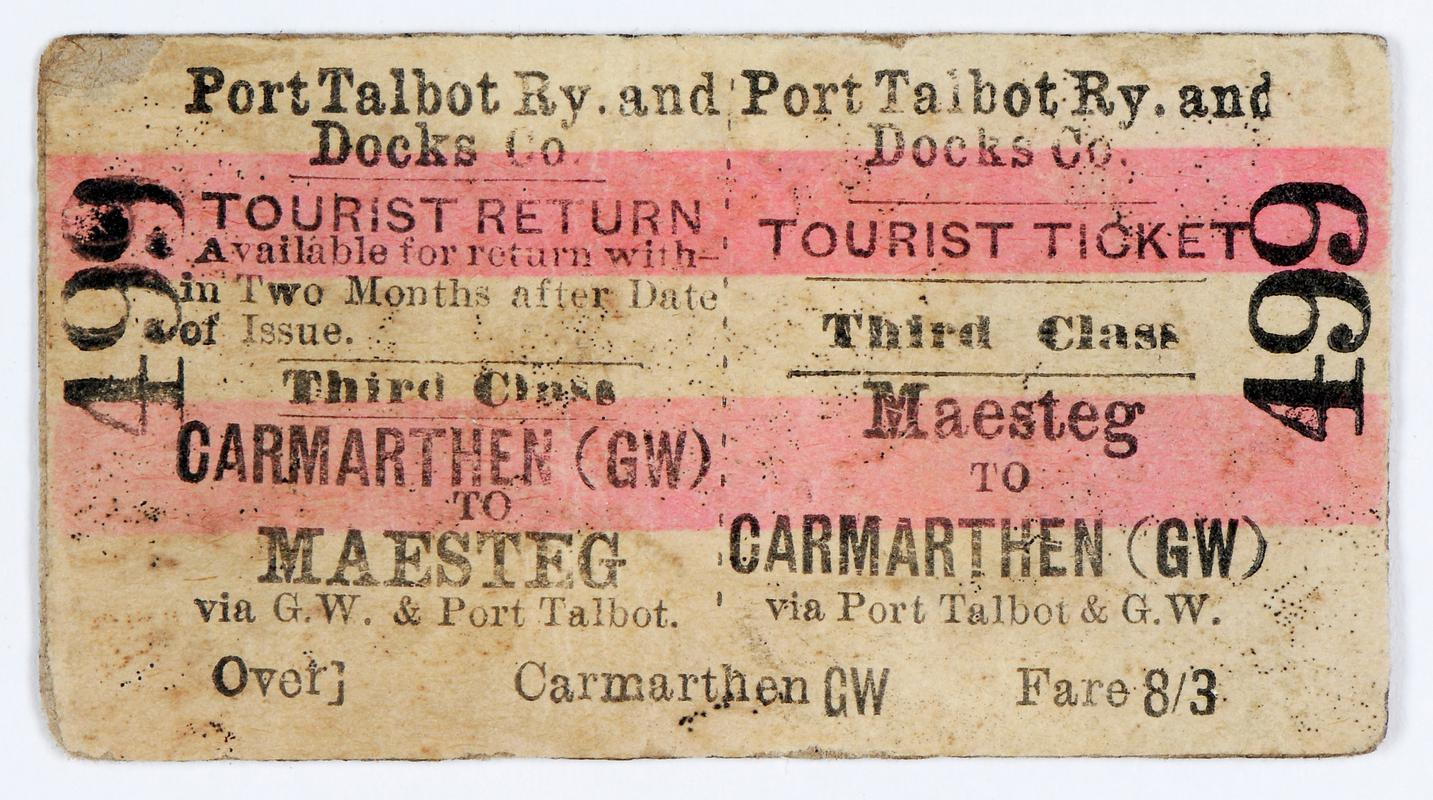 Port Talbot Ry. and
Docks Co.
TOURIST RETURN
Available for return with-
in Two Months after Date
of Issue.
Third Class
CARMARTHEN (GW)
TO
MAESTEG
via G.W. & Port Talbot.
499
Port Talbot Ry. and
Docks Co.
TOURIST TICKET
Third Class
Maesteg
TO
CARMARTHEN (GW)
via Port Talbot & G.W.
499
Over] Carmarthen GW Fare 8/3